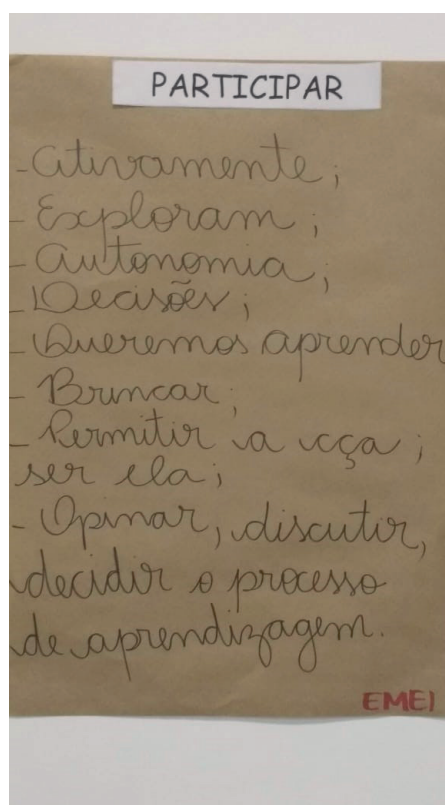 PARTICIPAR
- Ativamente;
- Exploram;
- Autonomia;
- Decisões;
- Queremos aprender
- Brincar;
- Permitir a cça;
ser ela;
- Opinar, discutir,
decidir o processo
de aprendizagem.
EMEI